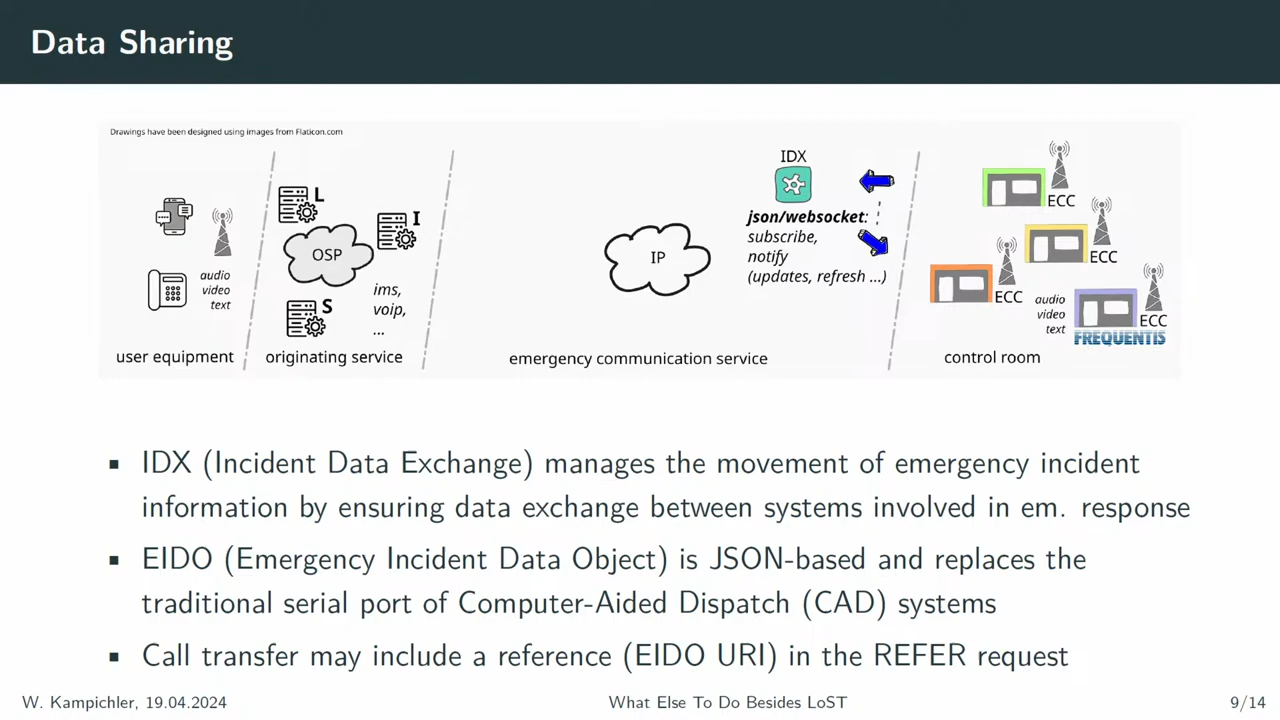 Data Sharing
Drawings have been designed using images from Flaticon.com
L
I
OSP
S
audio
video
text
ims,
voip,
...
user equipment
originating service
IP
IDX
json/websocket:
subscribe,
notify
(updates, refresh ...)
emergency communication service
ECC
ECC
ECC
audio
video
text
ECC
FREQUENTIS
control room
▪ IDX (Incident Data Exchange) manages the movement of emergency incident
information by ensuring data exchange between systems involved in em. response
▪ EIDO (Emergency Incident Data Object) is JSON-based and replaces the
traditional serial port of Computer-Aided Dispatch (CAD) systems
▪ Call transfer may include a reference (EIDO URI) in the REFER request
W. Kampichler, 19.04.2024
What Else To Do Besides LoST
9/14